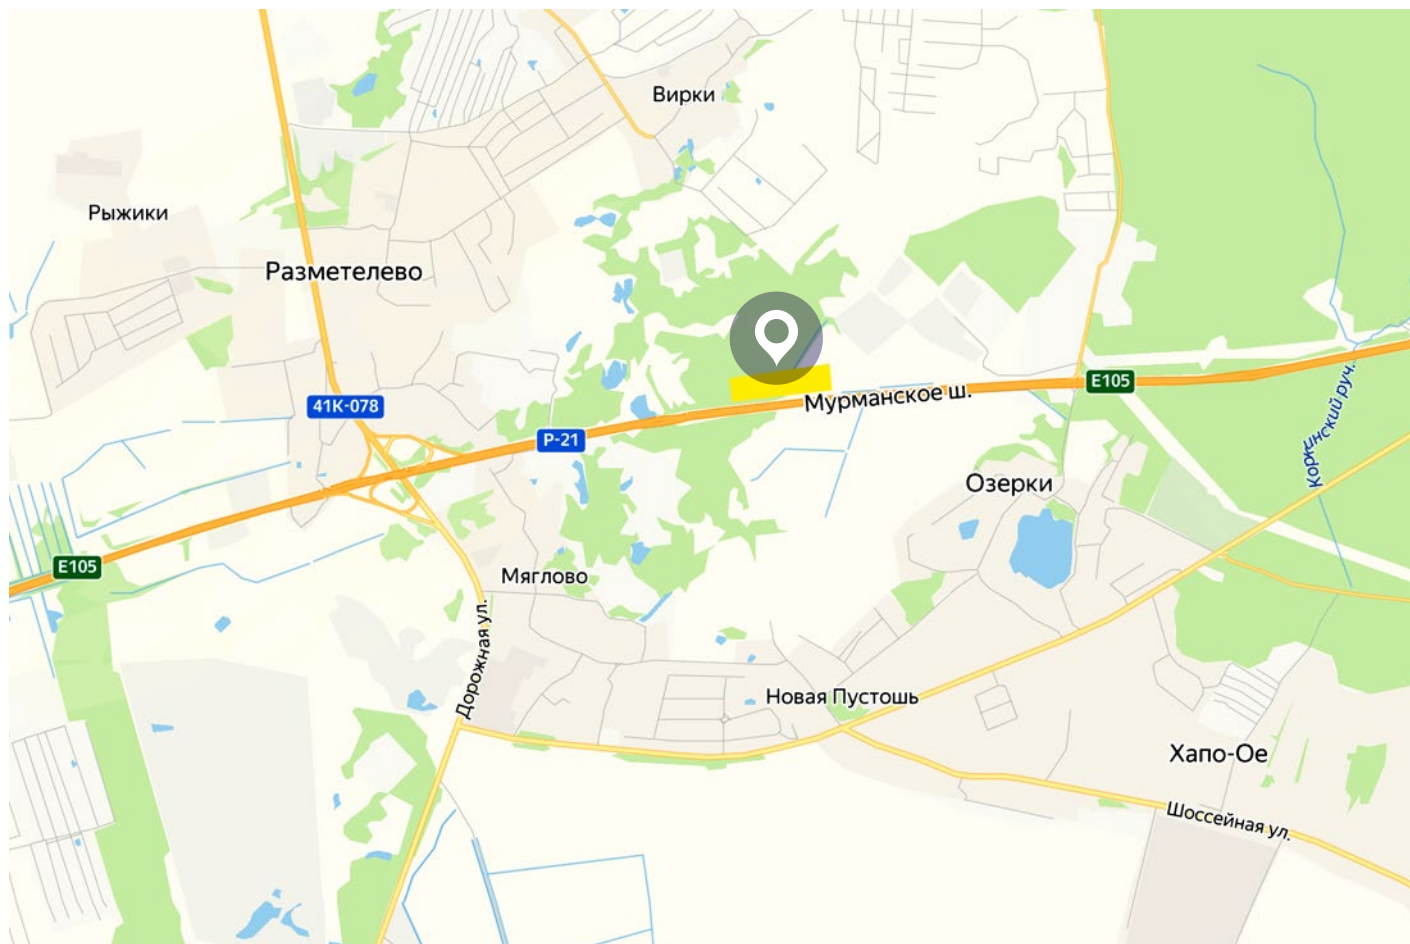 Вирки
Рыжики
Разметелево
E105
41К-078
Мурманское ш.
Р-21
Коркинский руч.
Озерки
E105
Мяглово
Дорожная ул.
Новая Пустошь
Хапо-Ое
Шоссейная ул.